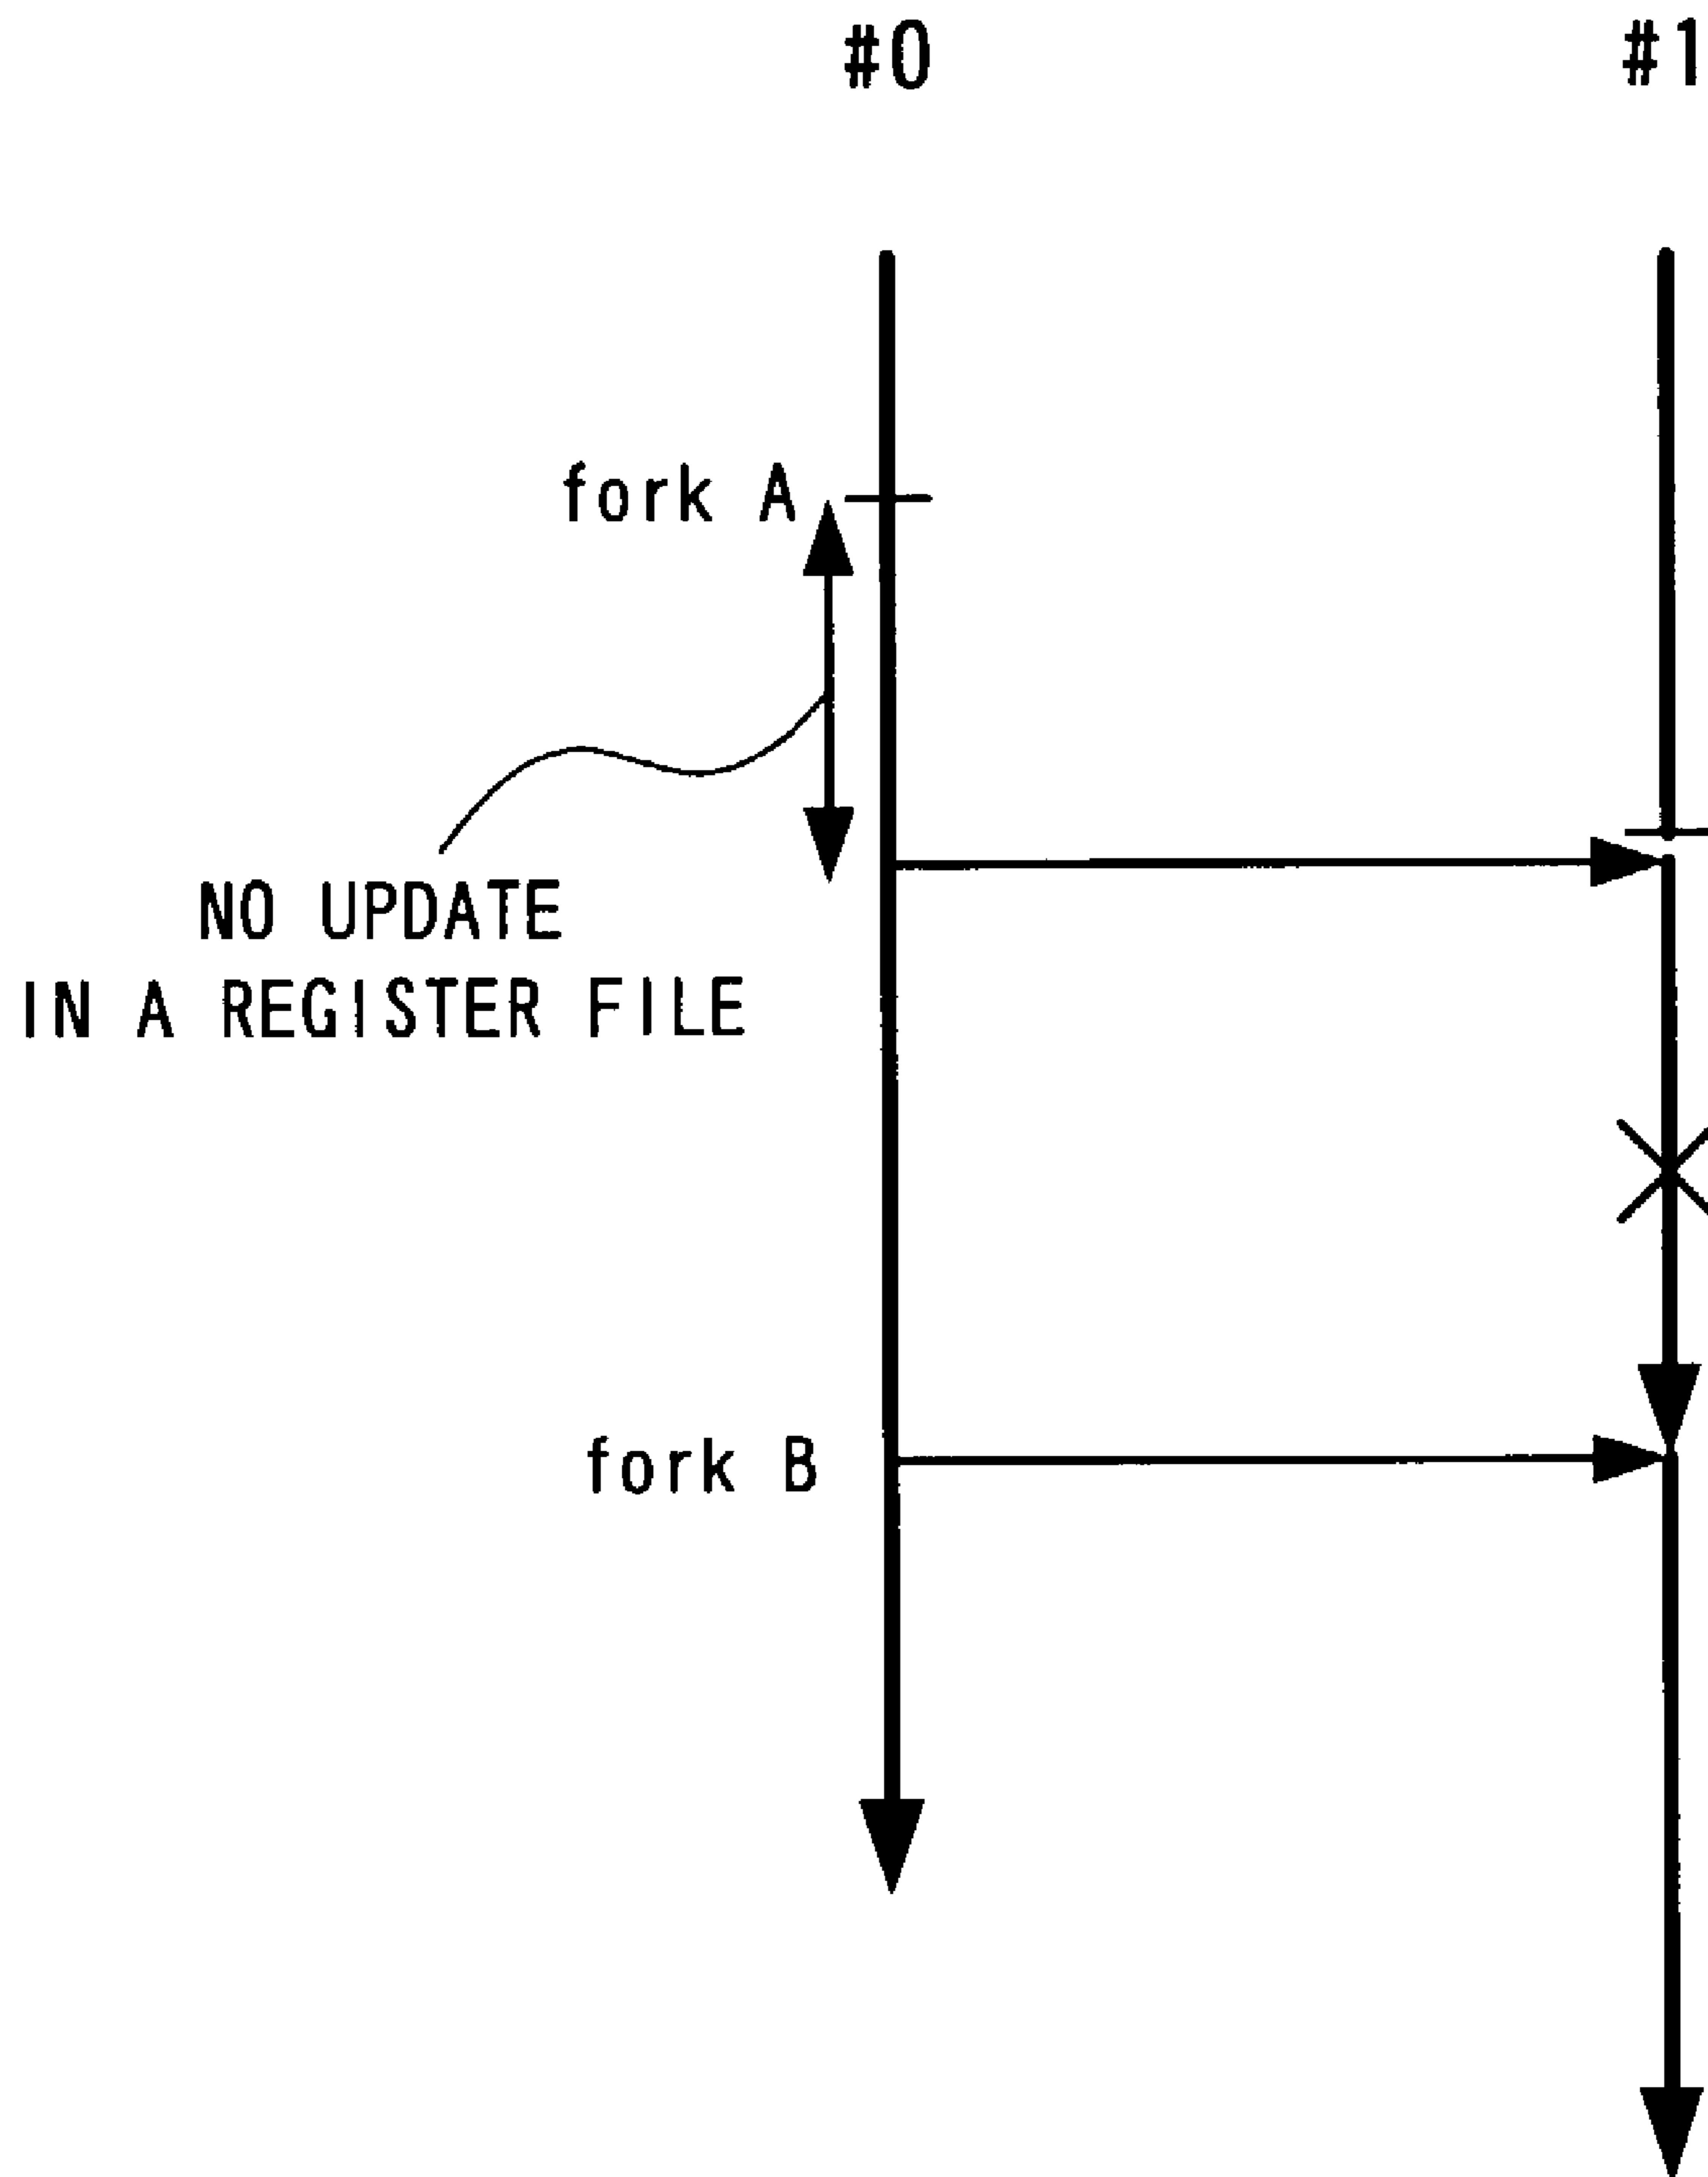 #0 #1
fork A
NO UPDATE
IN A REGISTER FILE
fork B